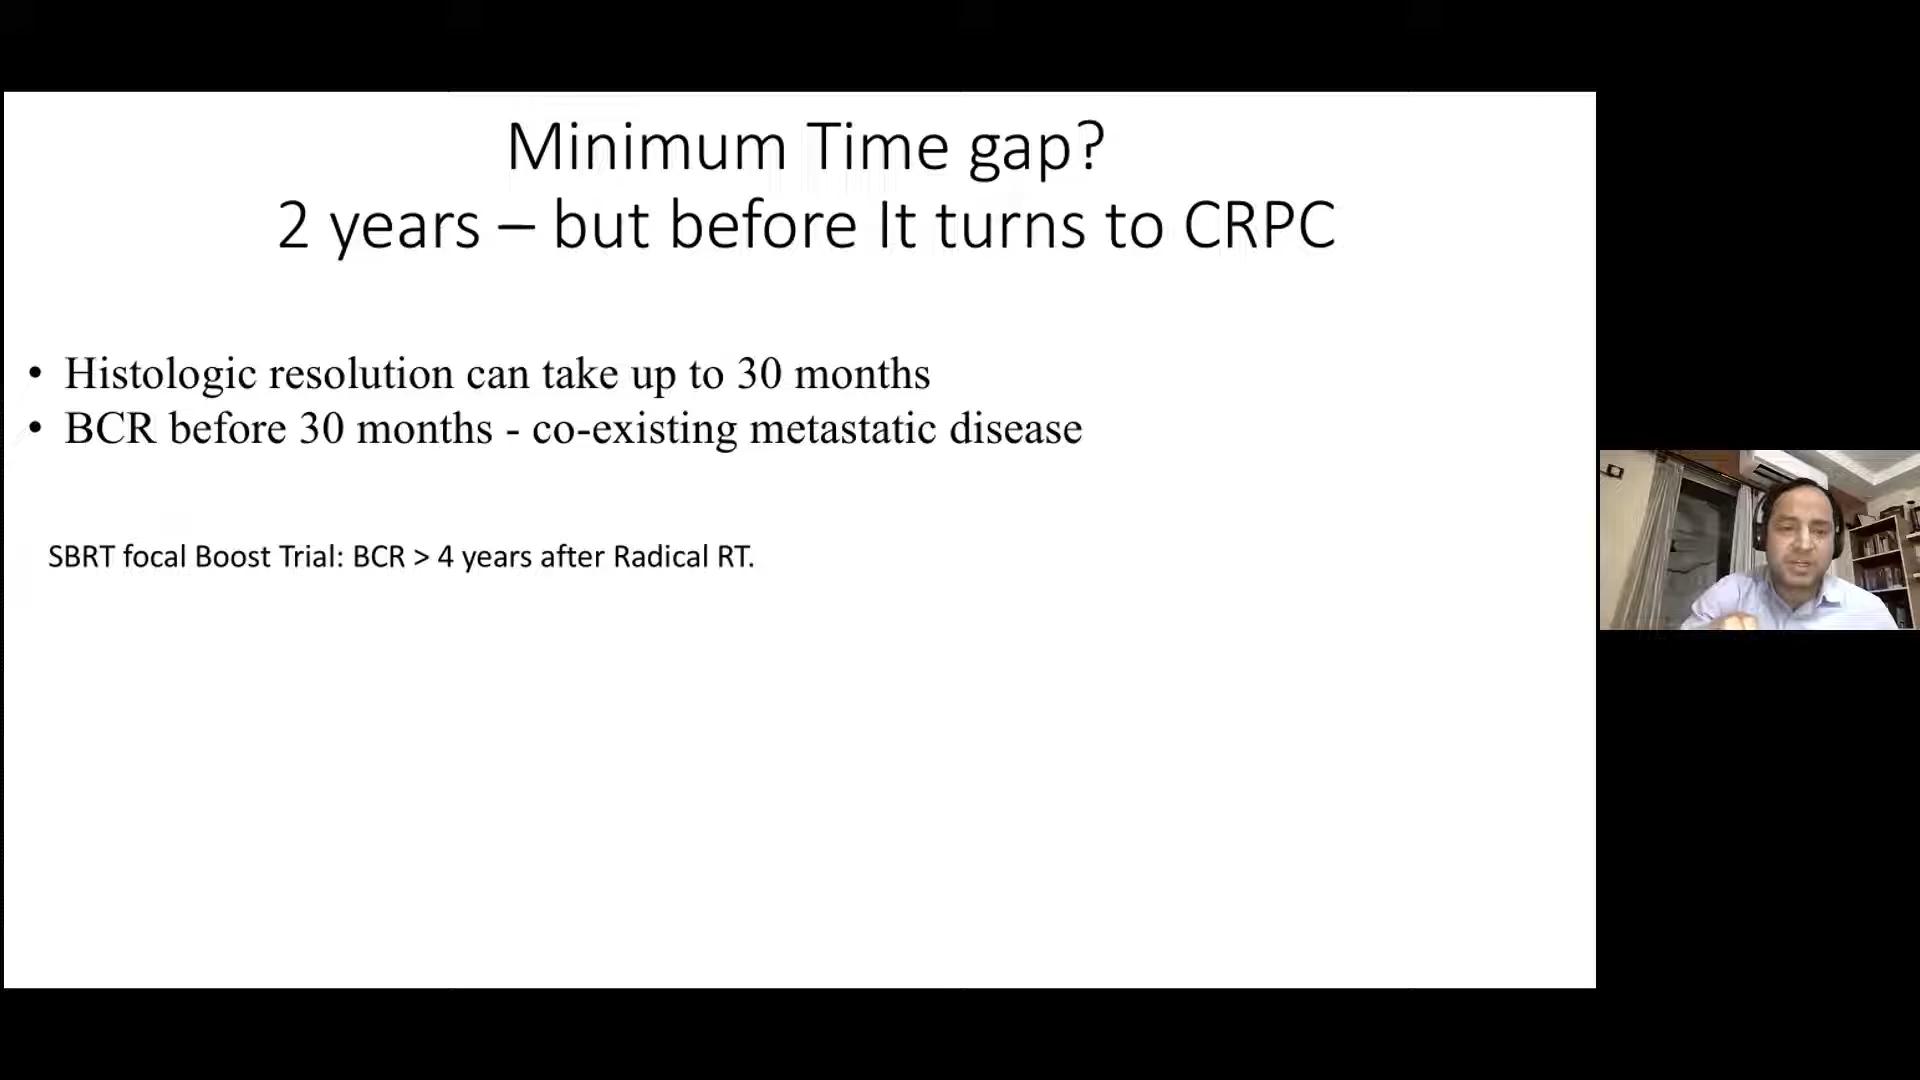 Minimum Time gap?
2 years – but before It turns to CRPC
• Histologic resolution can take up to 30 months
• BCR before 30 months - co-existing metastatic disease
SBRT focal Boost Trial: BCR > 4 years after Radical RT.